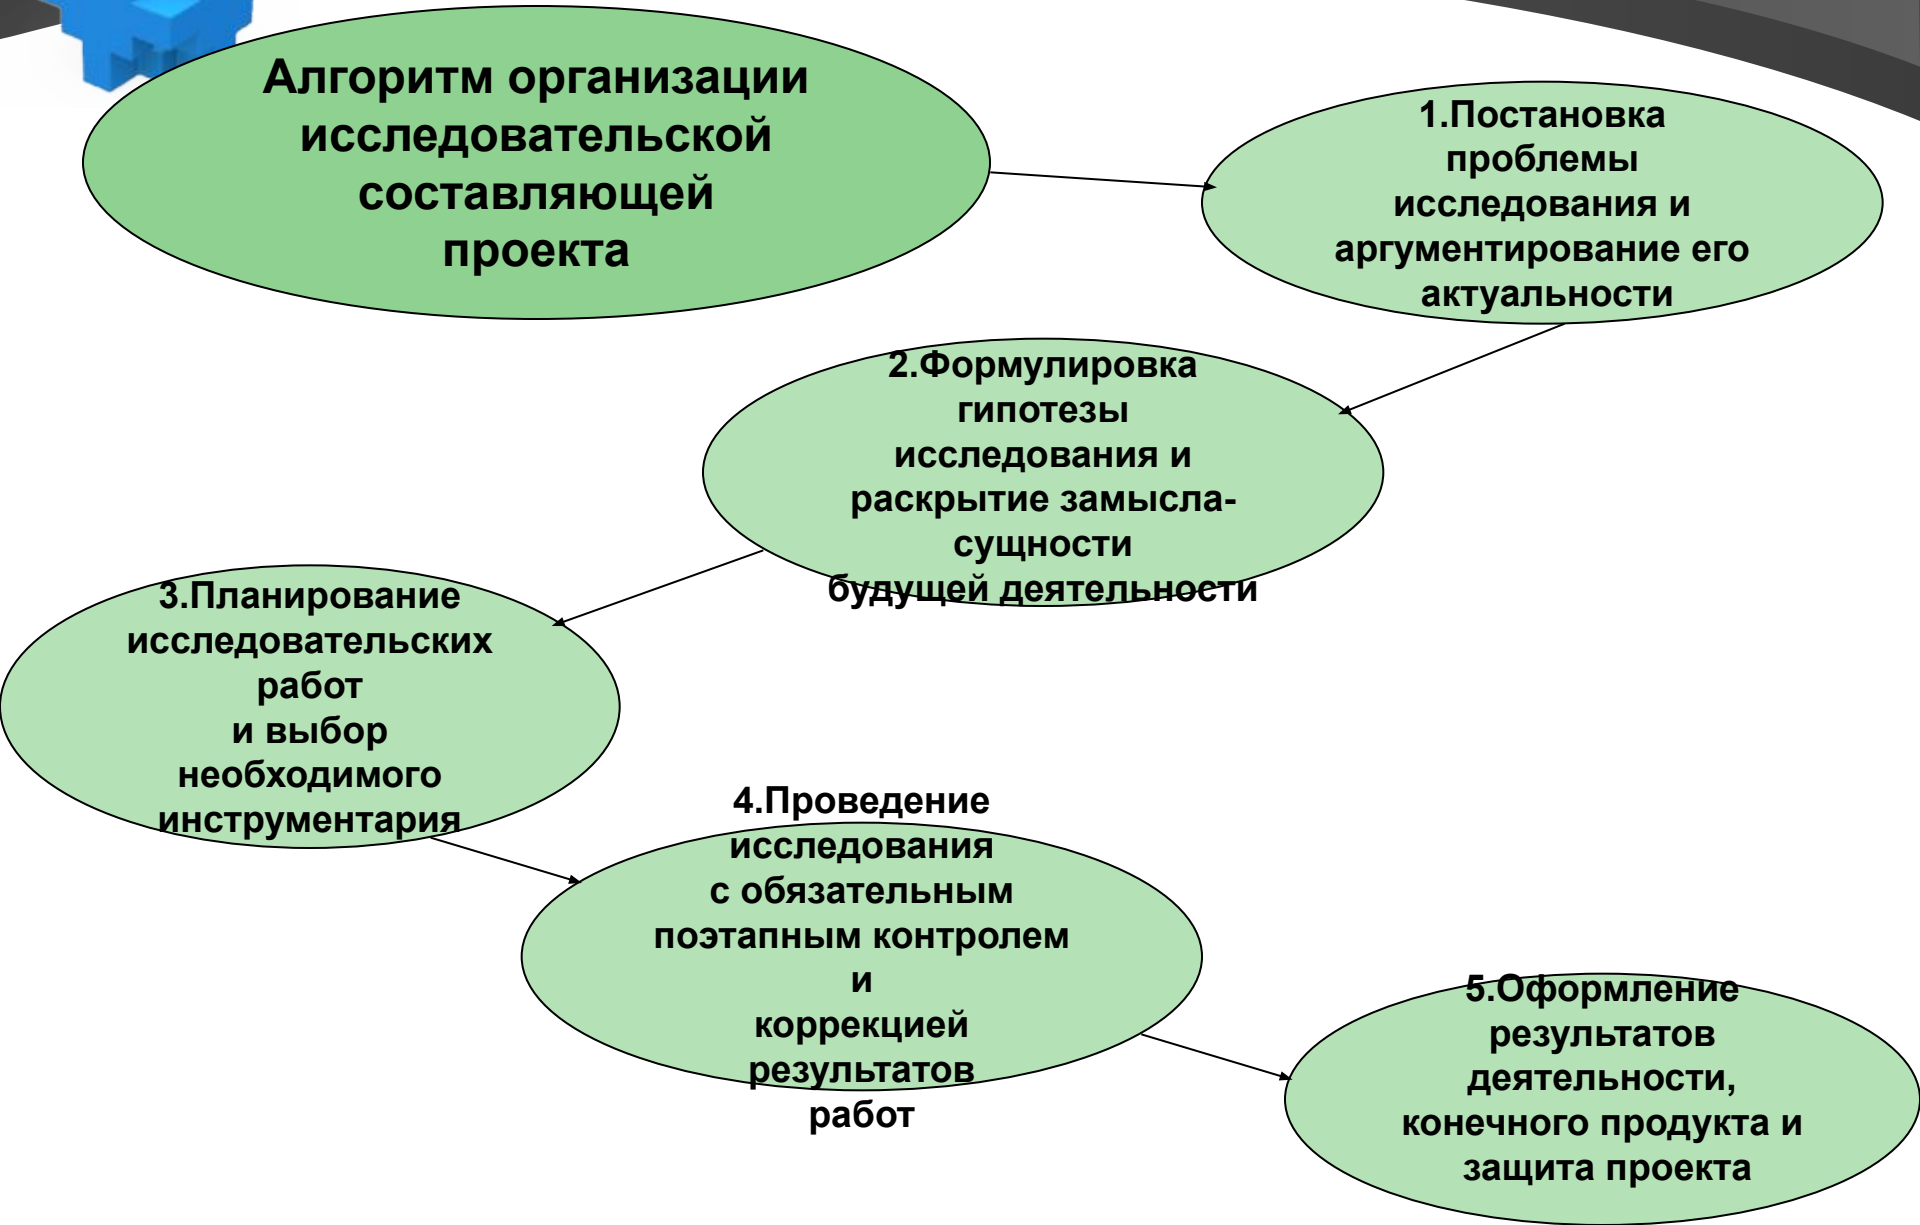 Алгоритм организации
исследовательской
составляющей
проекта
1.Постановка
проблемы
исследования и
аргументирование его
актуальности
2.Формулировка
гипотезы
исследования и
раскрытие замысла-
сущности
будущей деятельности
3.Планирование
исследовательских
работ
и выбор
необходимого
инструментария
4.Проведение
исследования
с обязательным
поэтапным контролем
и
коррекцией
результатов
работ
5.Оформление
результатов
деятельности,
конечного продукта и
защита проекта